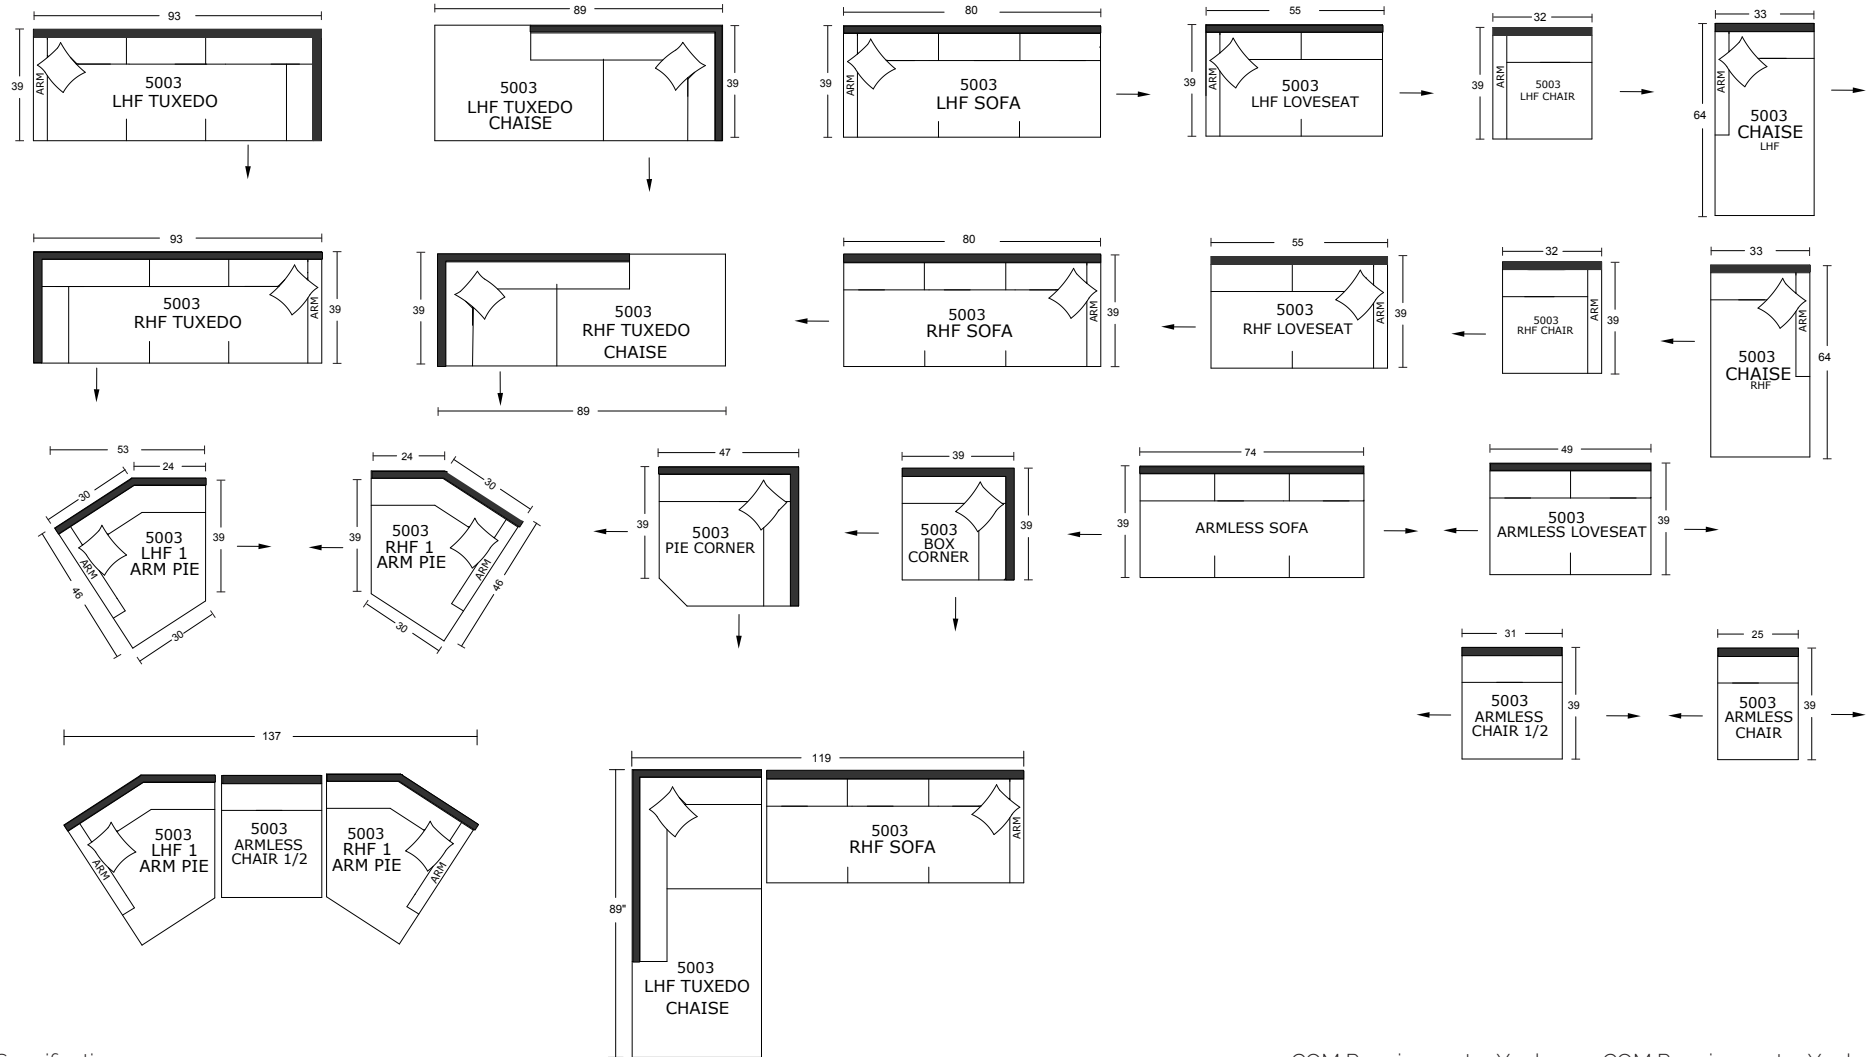 93
39
ARM
5003
LHF TUXEDO
89
5003
LHF TUXEDO
CHAISE
39
80
39
ARM
5003
LHF SOFA
55
39
ARM
5003
LHF LOVESEAT
32
39
ARM
5003
LHF CHAIR
33
64
ARM
5003
CHAISE
LHF
93
5003
RHF TUXEDO
ARM
39
39
5003
RHF TUXEDO
CHAISE
89
80
5003
RHF SOFA
ARM
39
55
5003
RHF LOVESEAT
ARM
39
32
5003
RHF CHAIR
ARM
39
33
ARM
5003
CHAISE
RHF
64
53
24
30
5003
LHF 1
ARM PIE
ARM
39
46
30
24
30
39
5003
RHF 1
ARM PIE
ARM
46
30
47
39
5003
PIE CORNER
39
5003
BOX
CORNER
39
74
39
ARMLESS SOFA
49
5003
ARMLESS LOVESEAT
39
31
5003
ARMLESS
CHAIR 1/2
39
25
5003
ARMLESS
CHAIR
39
137
5003
LHF 1
ARM PIE
ARM
5003
ARMLESS
CHAIR 1/2
5003
RHF 1
ARM PIE
ARM
119
89"
5003
RHF SOFA
ARM
5003
LHF TUXEDO
CHAISE